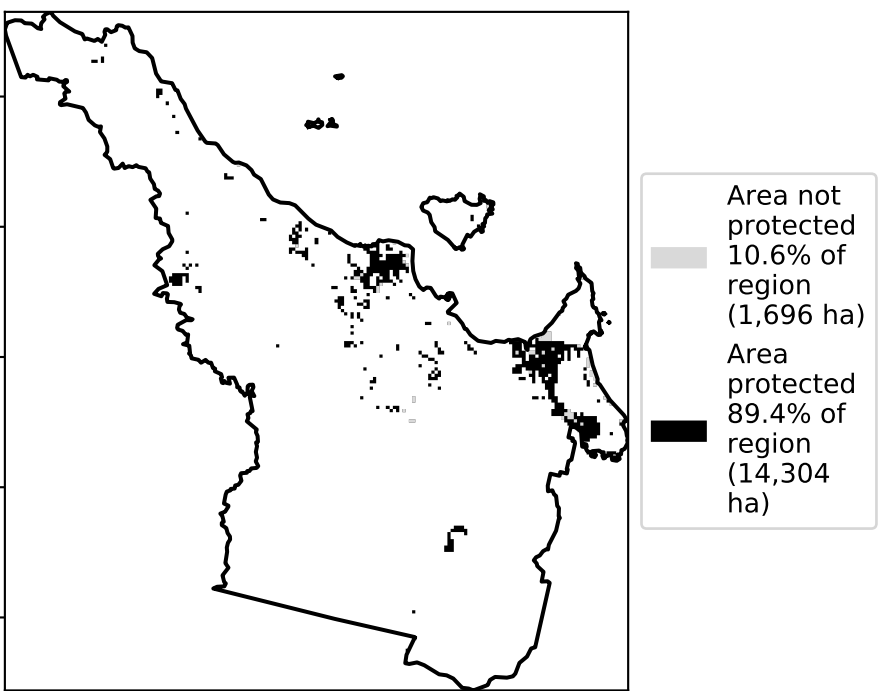 Area not
protected
10.6% of
region
(1,696 ha)
Area
protected
89.4% of
region
(14,304
ha)